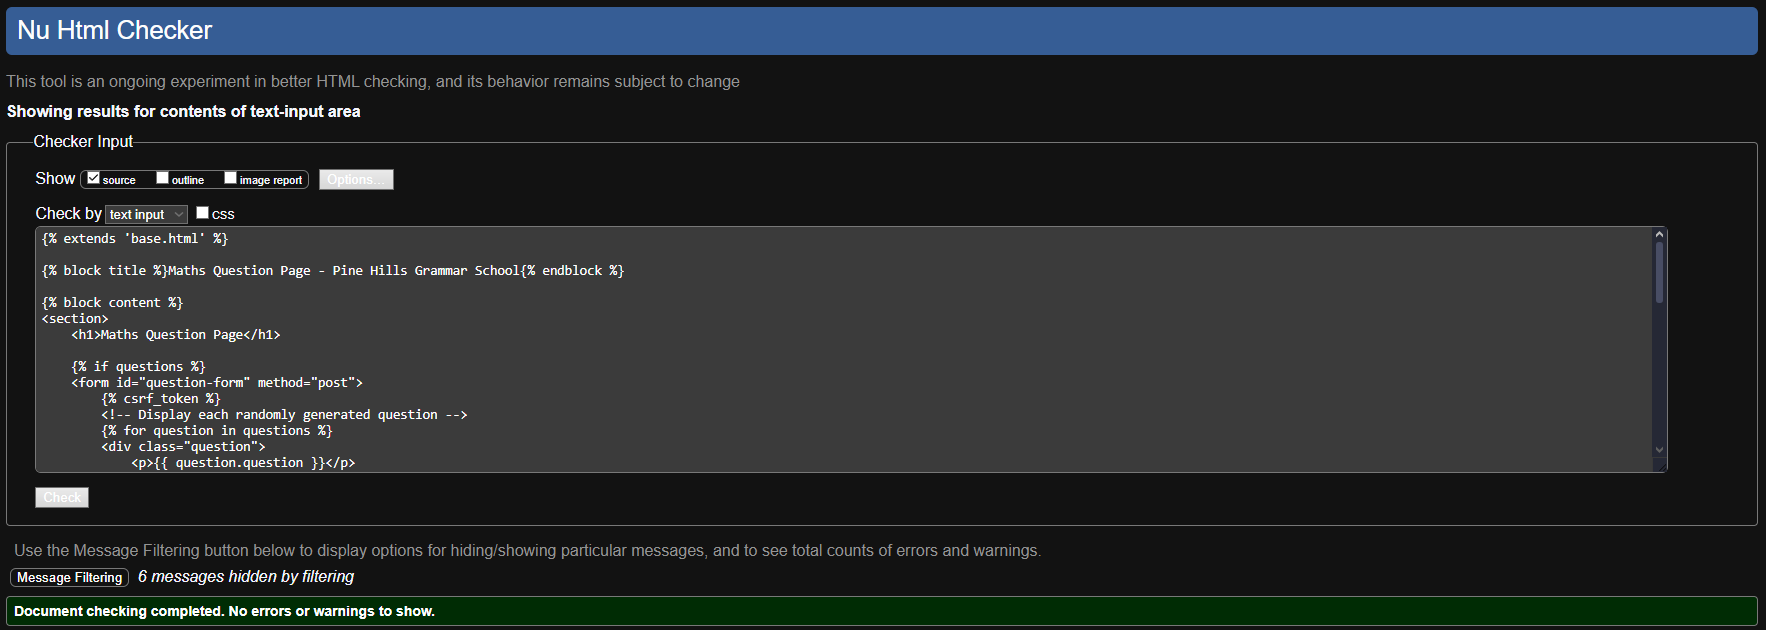 Nu Html Checker
This tool is an ongoing experiment in better HTML checking, and its behavior remains subject to change
Showing results for contents of text-input area
Checker Input
Show source outline image report Options...
Check by text input css
{% extends 'base.html' %}
{% block title %}Maths Question Page - Pine Hills Grammar School{% endblock %}
{% block content %}
<section>
<h1>Maths Question Page</h1>
{% if questions %}
<form id="question-form" method="post">
{% csrf_token %}
<!-- Display each randomly generated question -->
{% for question in questions %}
<div class="question">
<p>{{ question.question }}</p>
Check
Use the Message Filtering button below to display options for hiding/showing particular messages, and to see total counts of errors and warnings.
Message Filtering 6 messages hidden by filtering
Document checking completed. No errors or warnings to show.